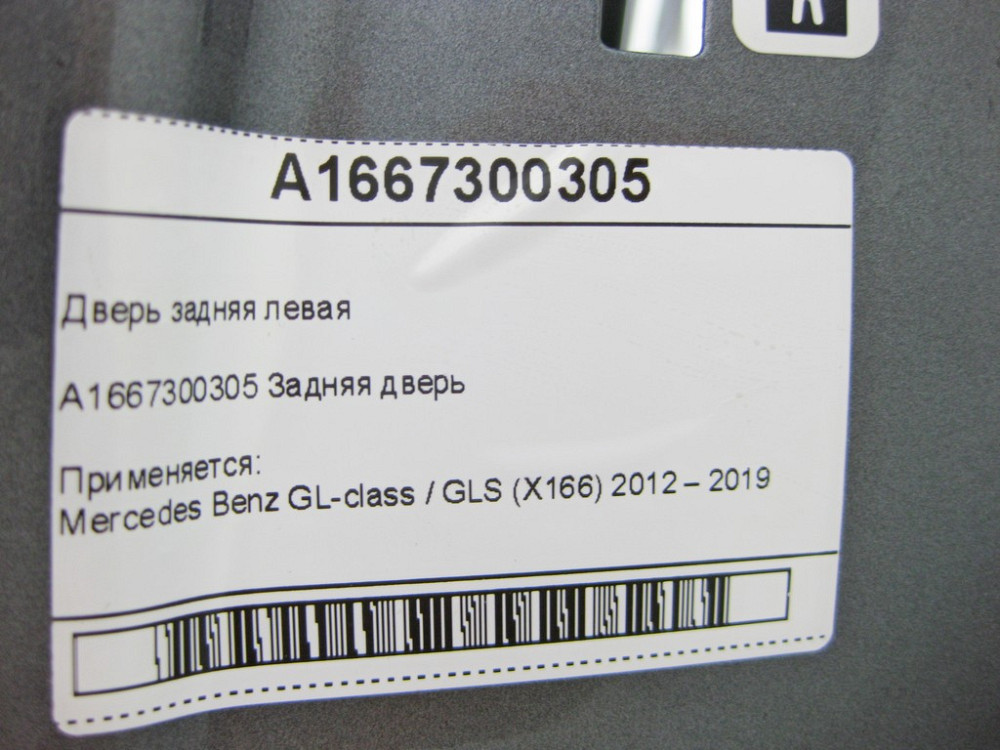 A1667300305
Дверь задняя левая
A1667300305 Задняя дверь
Применяется:
Mercedes Benz GL-class / GLS (X166) 2012 – 2019